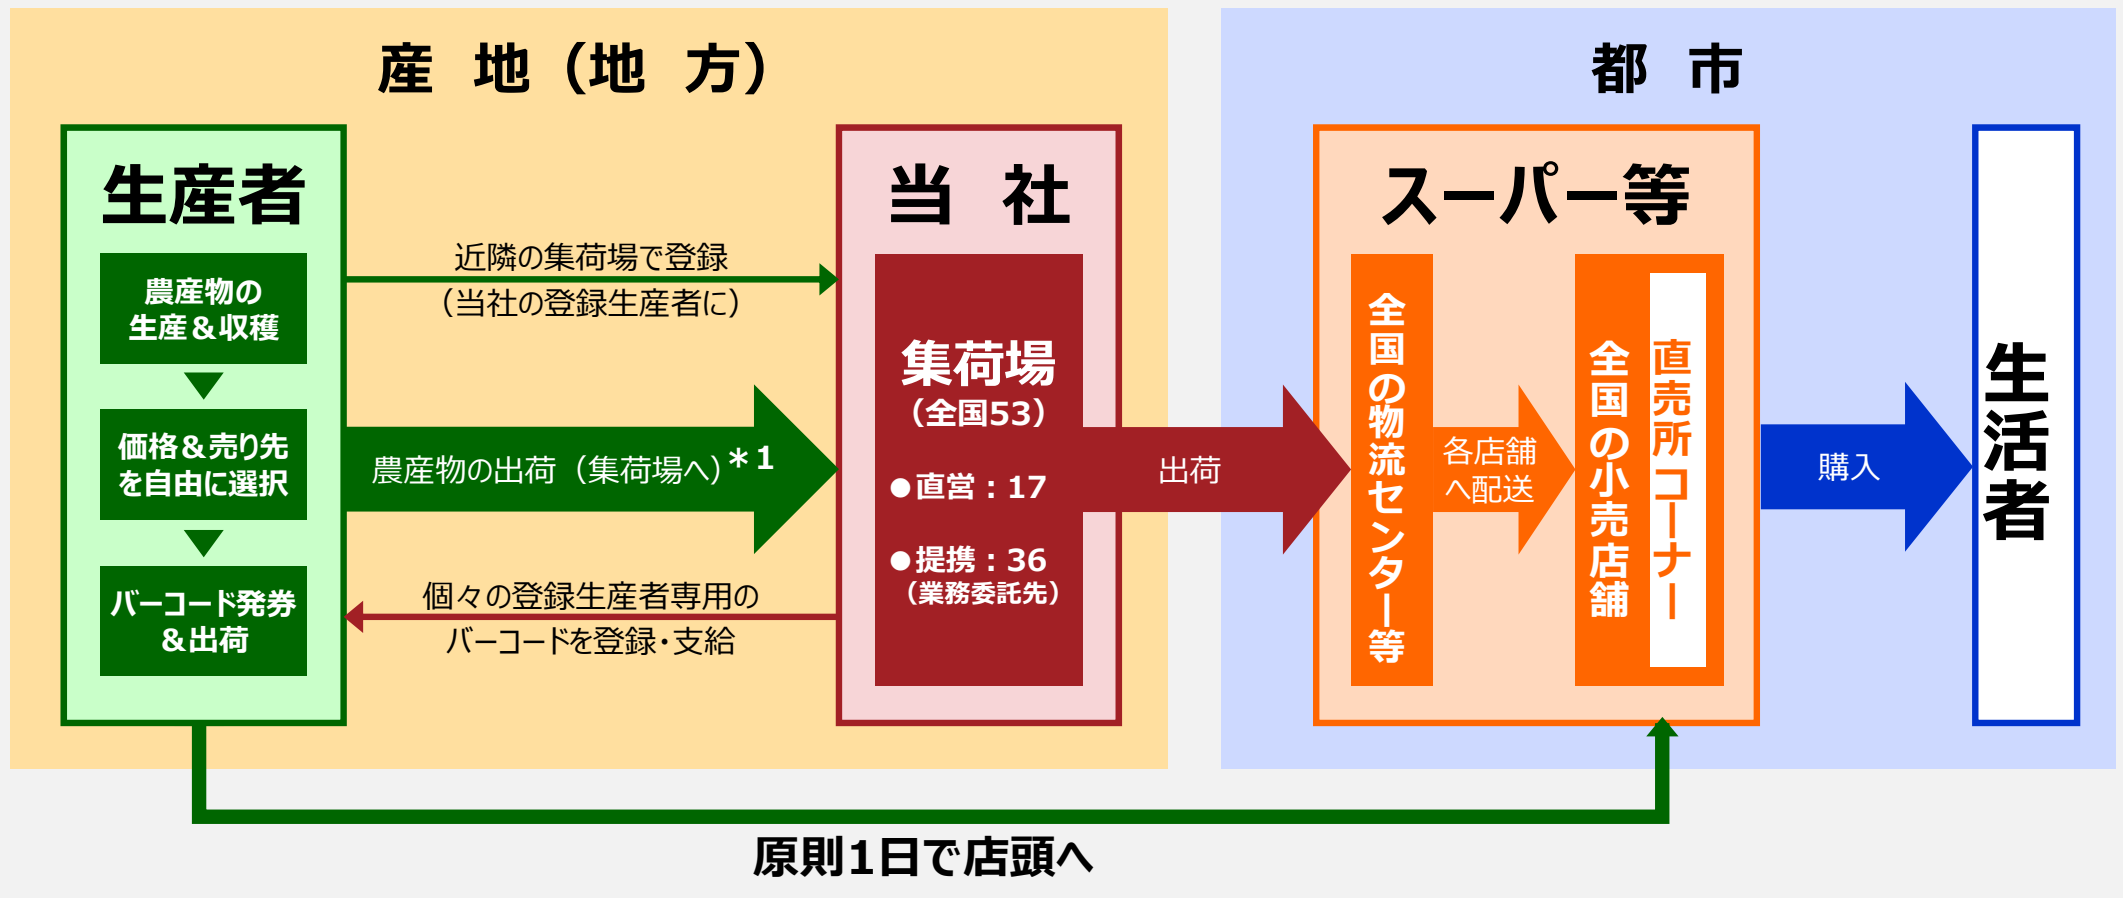 産　地（地　方）
生産者
農産物の
生産＆収穫
価格＆売り先
を自由に選択
バーコード発券
＆出荷
近隣の集荷場で登録
（当社の登録生産者に）
農産物の出荷（集荷場へ）＊1
個々の登録生産者専用の
バーコードを登録・支給
当　社
集荷場
（全国53）
●直営：17
●提携：36
（業務委託先）
出荷
都　市
スーパー等
全国の物流センター等
各店舗
へ配送
全国の小売店舗
直売所コーナー
購入
生活者
原則1日で店頭へ